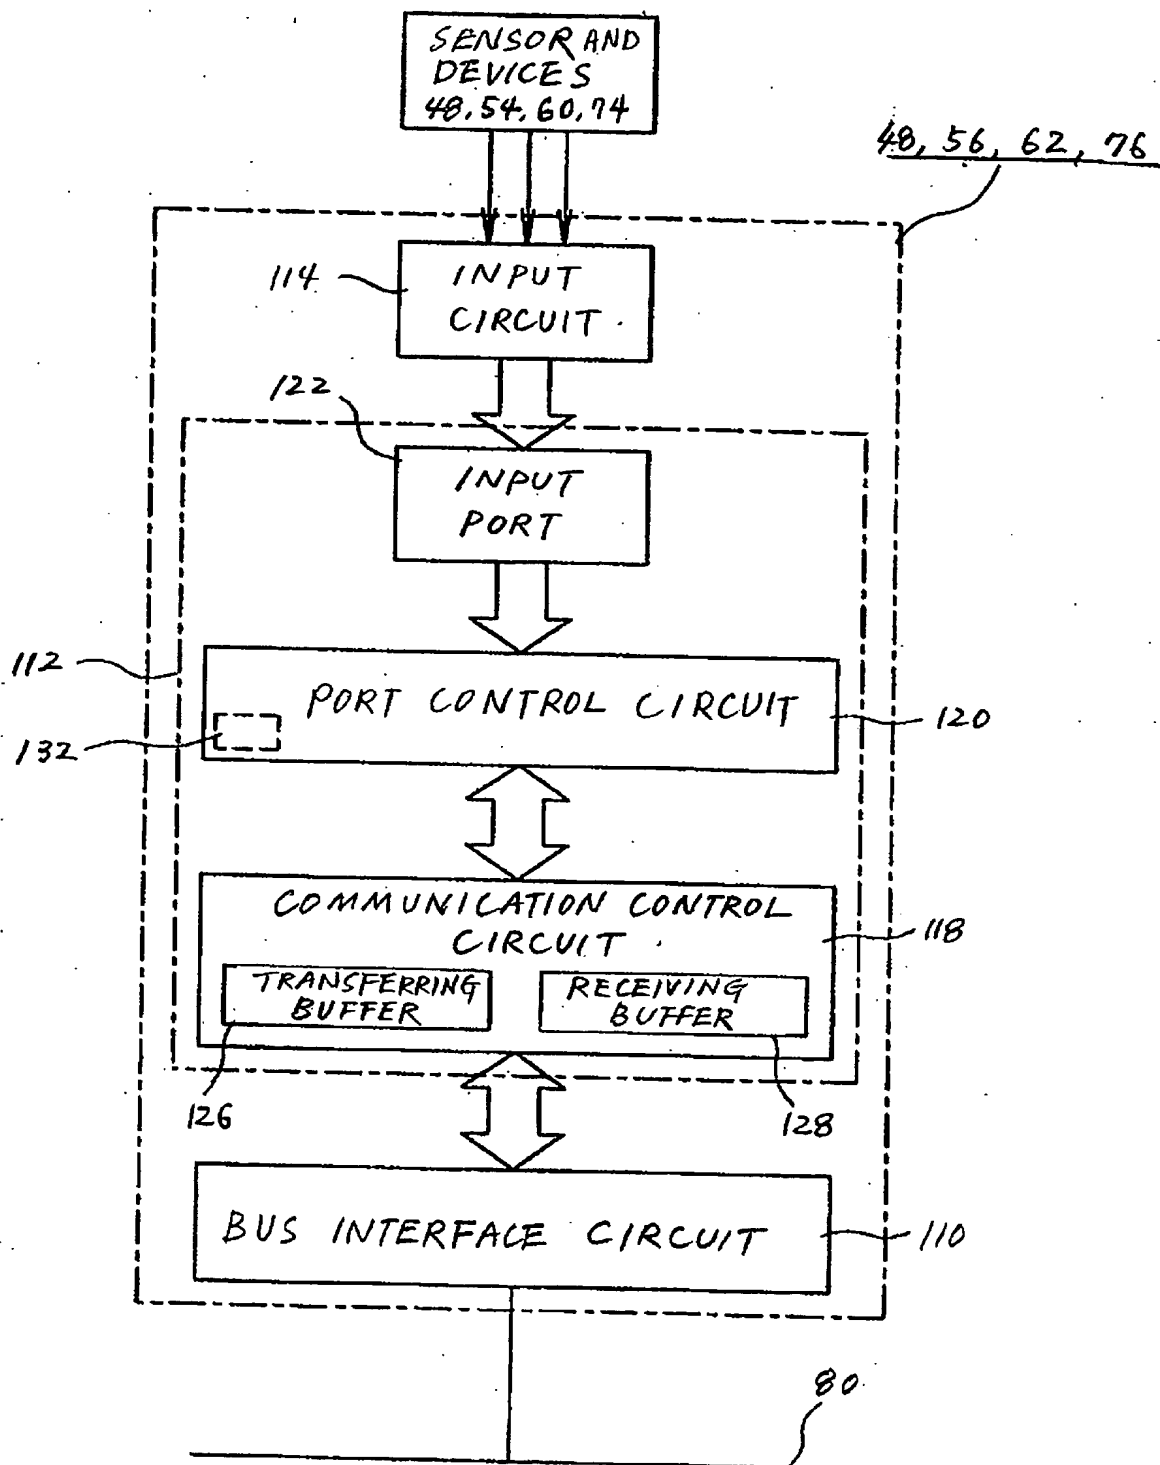 SENSOR AND
DEVICES
48, 54, 60, 74
48, 56, 62, 76
114
INPUT
CIRCUIT
122
INPUT
PORT
112
PORT CONTROL CIRCUIT
120
132
COMMUNICATION CONTROL
CIRCUIT
118
TRANSFERRING
BUFFER
RECEIVING
BUFFER
126
128
BUS INTERFACE CIRCUIT
110
80